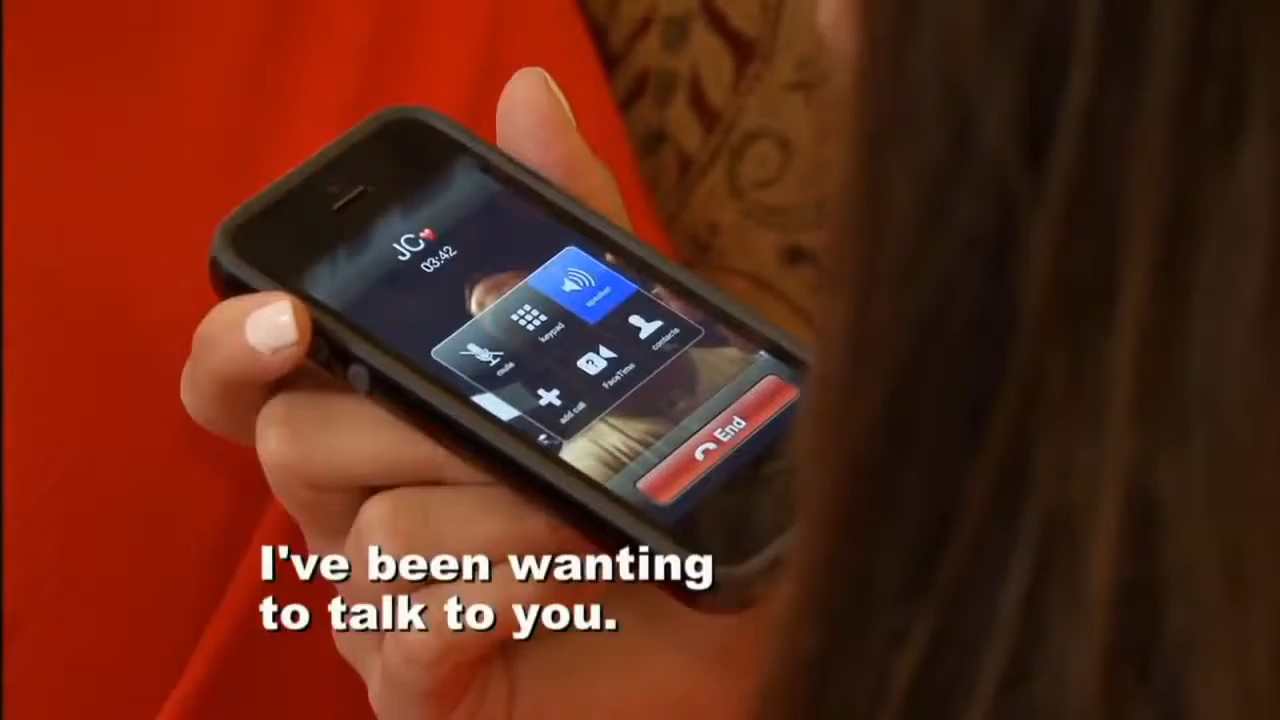 JC❤
03:42
mute
keypad
speaker
add call
FaceTime
contacts
End
I've been wanting
to talk to you.